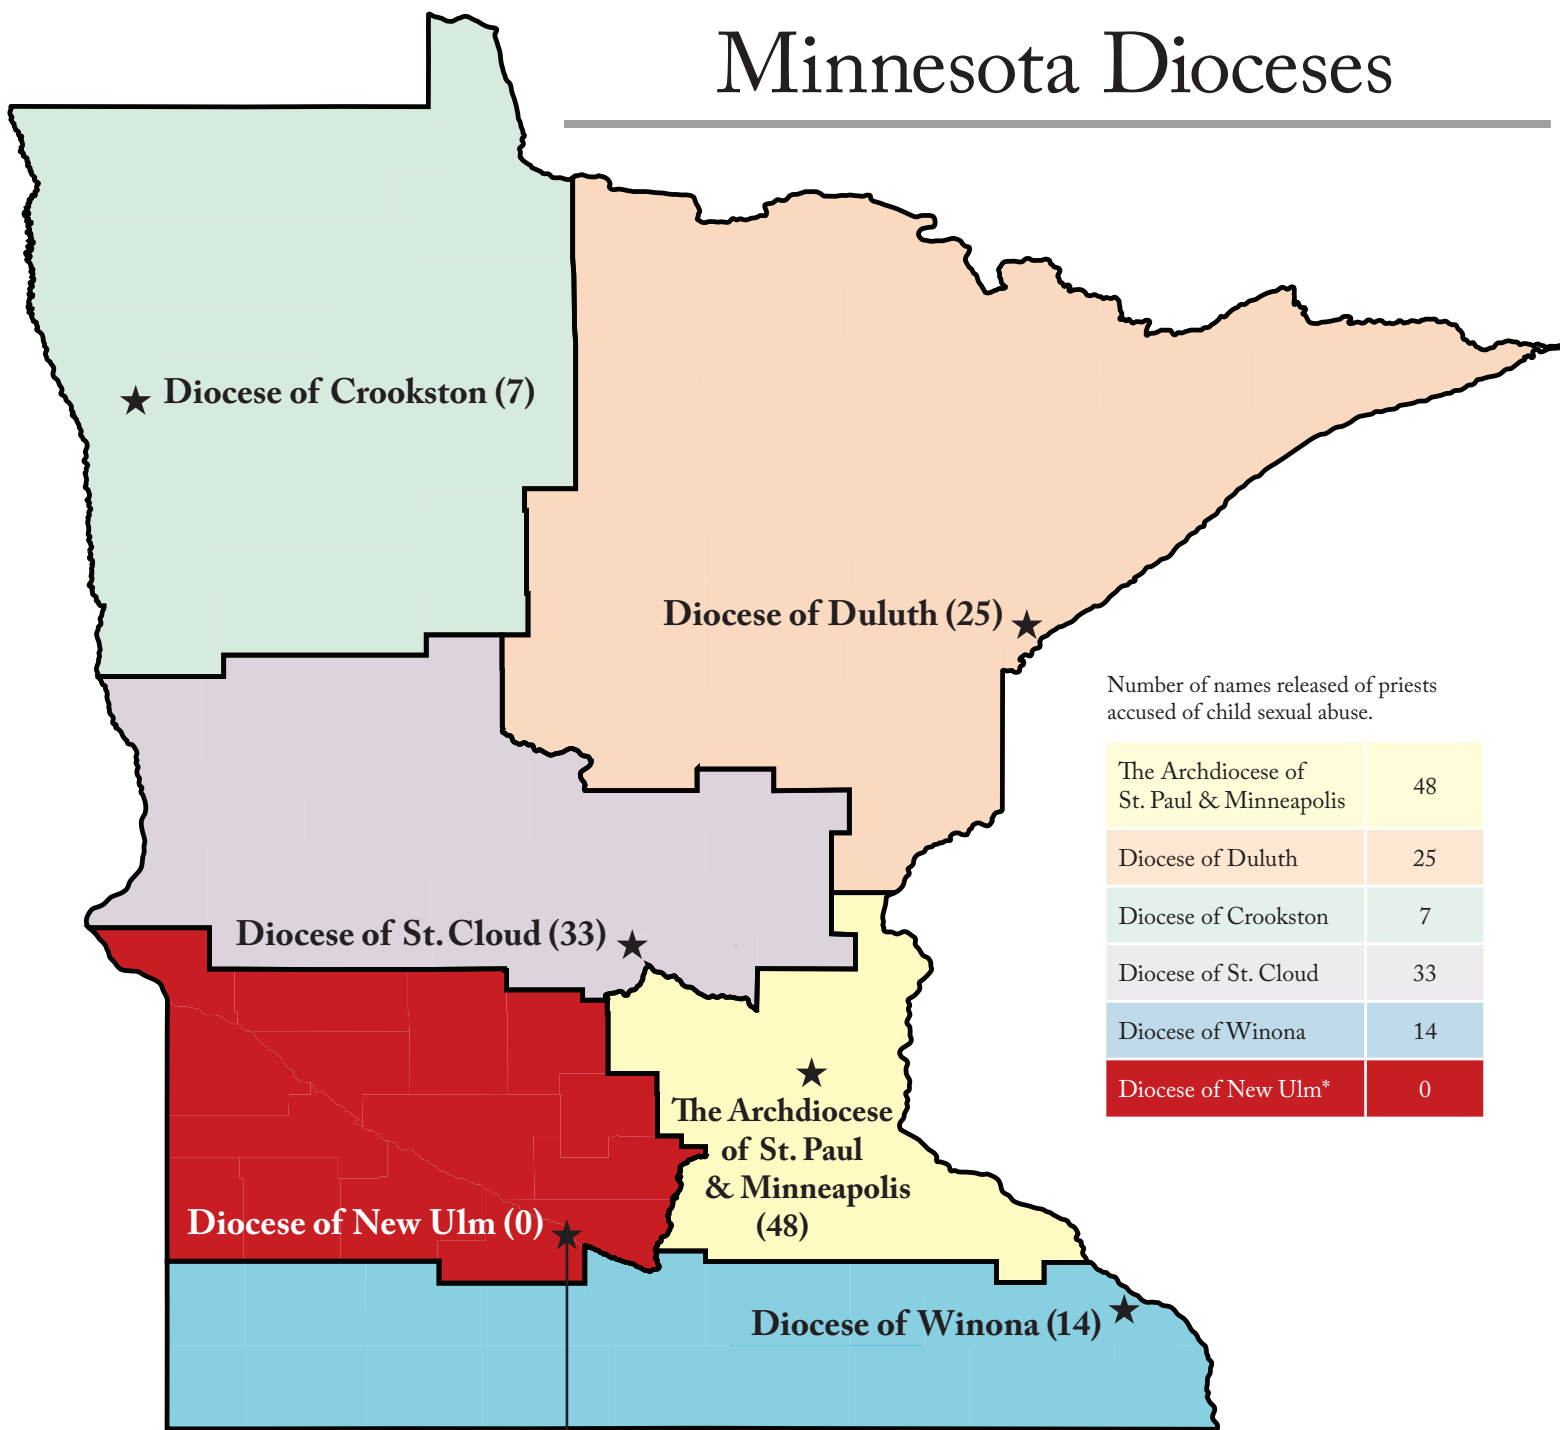 Minnesota Dioceses
Diocese of Crookston (7)
Diocese of Duluth (25)
Number of names released of priests
accused of child sexual abuse.
The Archdiocese of
St. Paul & Minneapolis
48
Diocese of Duluth
25
Diocese of Crookston
7
Diocese of St. Cloud
33
Diocese of Winona
14
Diocese of New Ulm*
0
Diocese of St. Cloud (33)
The Archdiocese
of St. Paul
& Minneapolis
(48)
Diocese of New Ulm (0)
Diocese of Winona (14)